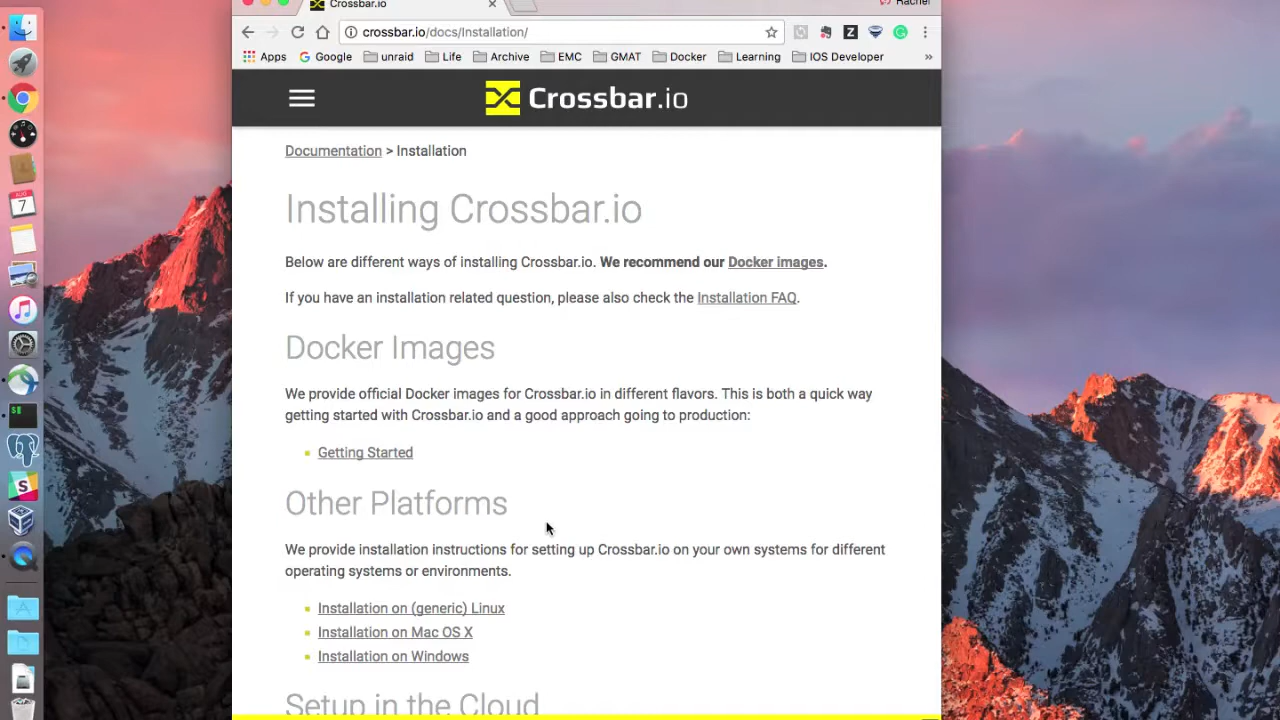 Crossbar.io
Rachel
crossbar.io/docs/Installation/
Apps Google unraid Life Archive EMC GMAT Docker Learning IOS Developer »
Crossbar.io
Documentation > Installation
Installing Crossbar.io
Below are different ways of installing Crossbar.io. We recommend our Docker images.
If you have an installation related question, please also check the Installation FAQ.
Docker Images
We provide official Docker images for Crossbar.io in different flavors. This is both a quick way
getting started with Crossbar.io and a good approach going to production:
Getting Started
Other Platforms
We provide installation instructions for setting up Crossbar.io on your own systems for different
operating systems or environments.
Installation on (generic) Linux
Installation on Mac OS X
Installation on Windows
Setup in the Cloud
7